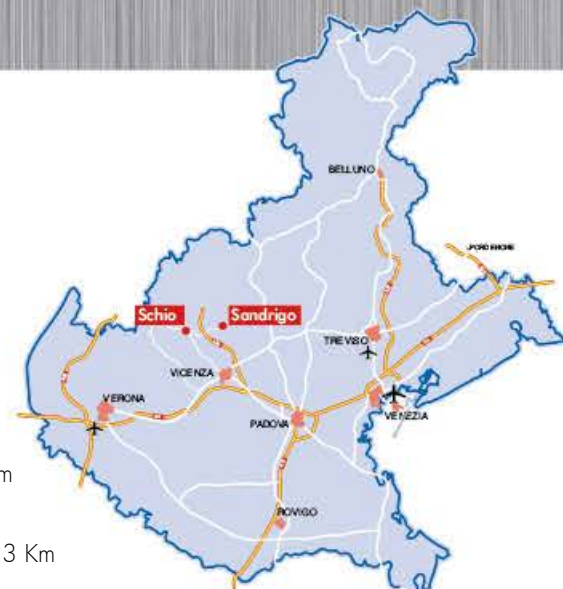 BELLUNO
PORDENONE
Schio
Sandrigo
TREVISO
VICENZA
VERONA
PADOVA
VENEZIA
m
ROVIGO
3 Km